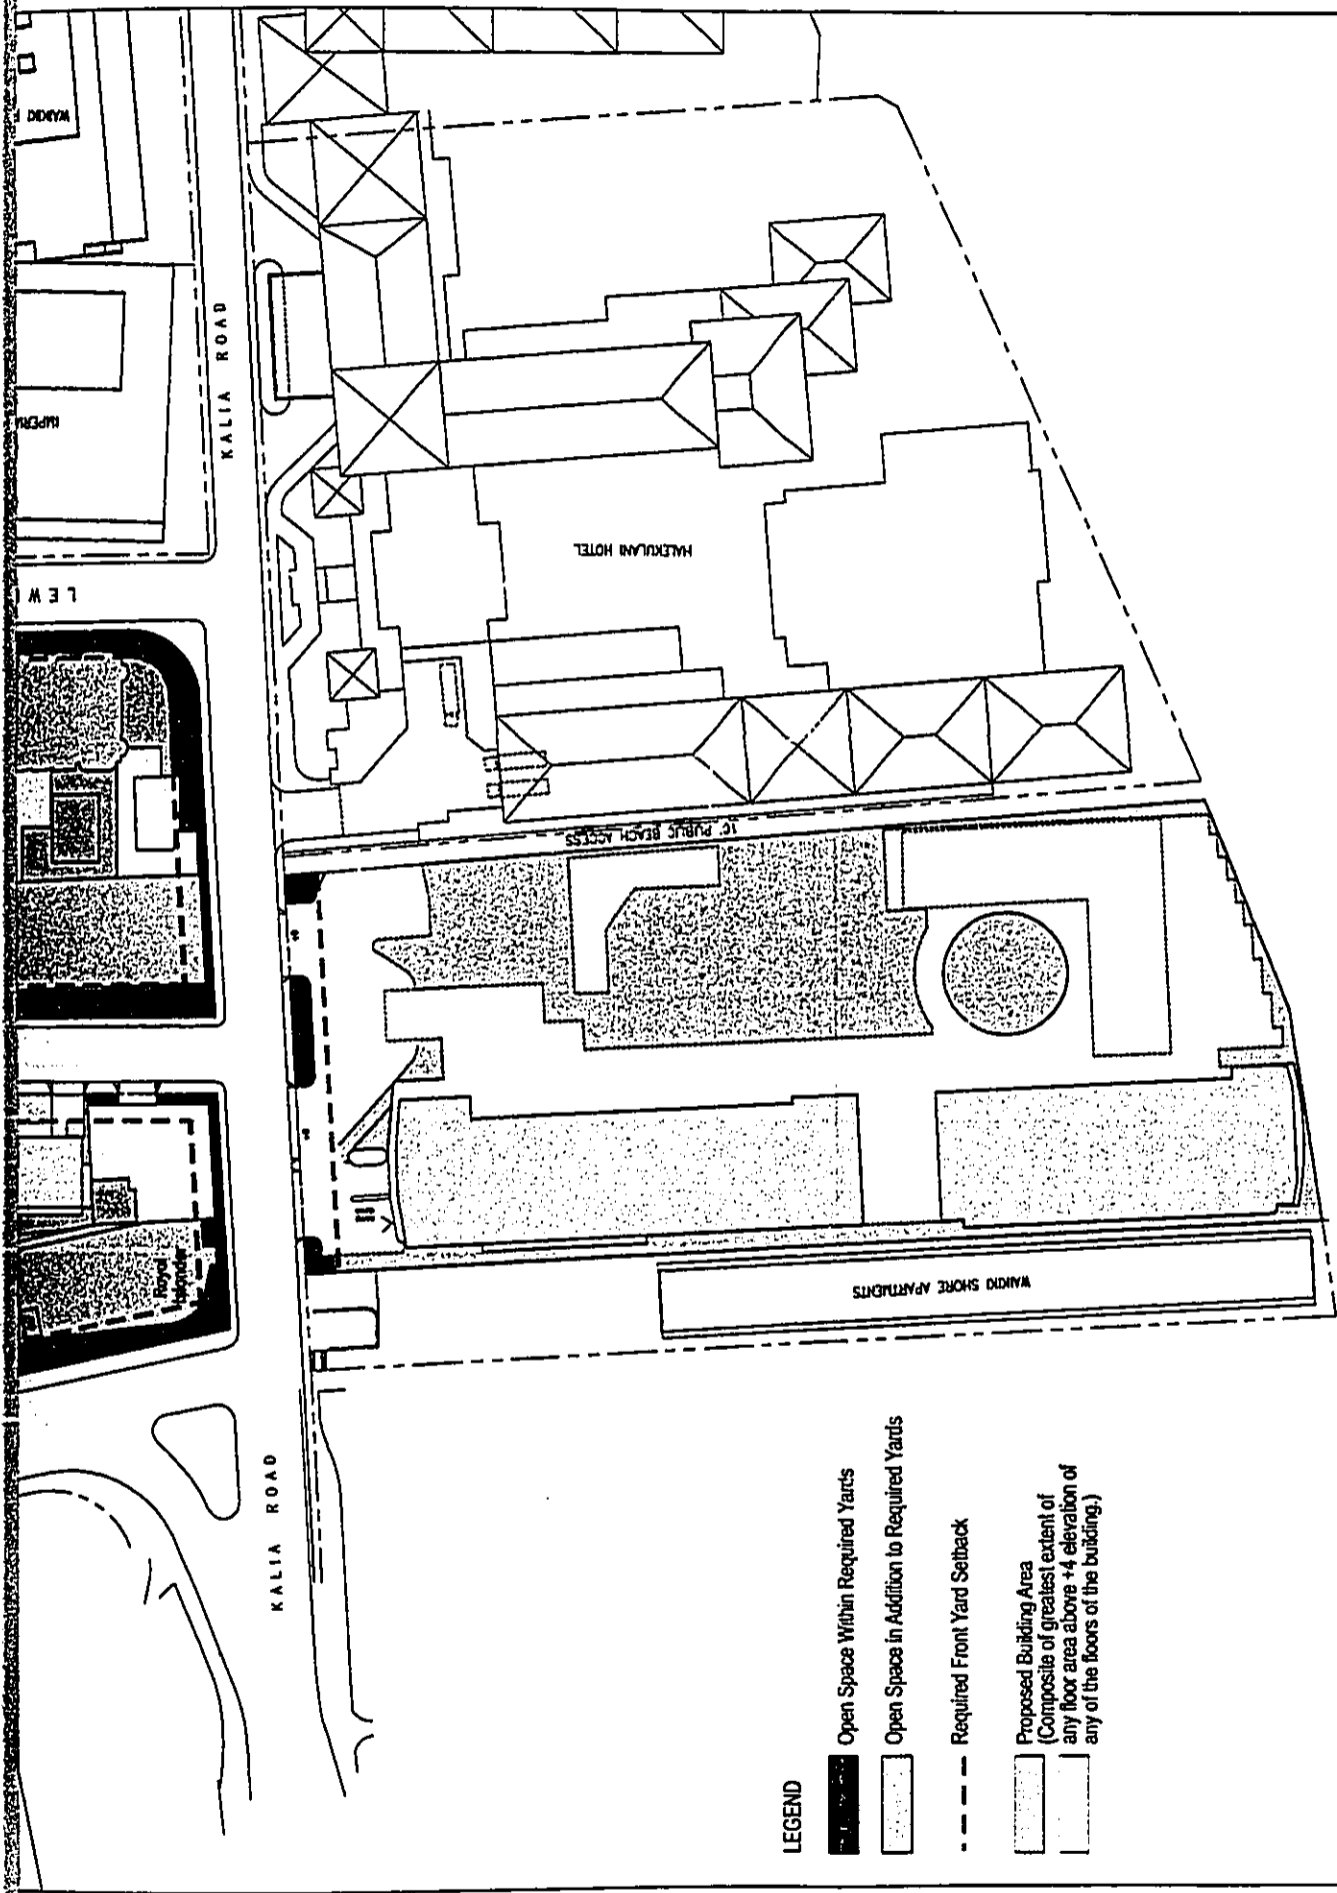 KALIA ROAD
HALEKULANI HOTEL
10' PUBLIC BEACH ACCESS
Royal
Islander
WAIKIKI SHORE APARTMENTS
KALIA ROAD
LEGEND
Open Space Within Required Yards
Open Space in Addition to Required Yards
Required Front Yard Setback
Proposed Building Area
(Composite of greatest extent of
any floor area above +4 elevation of
any of the floors of the building.)